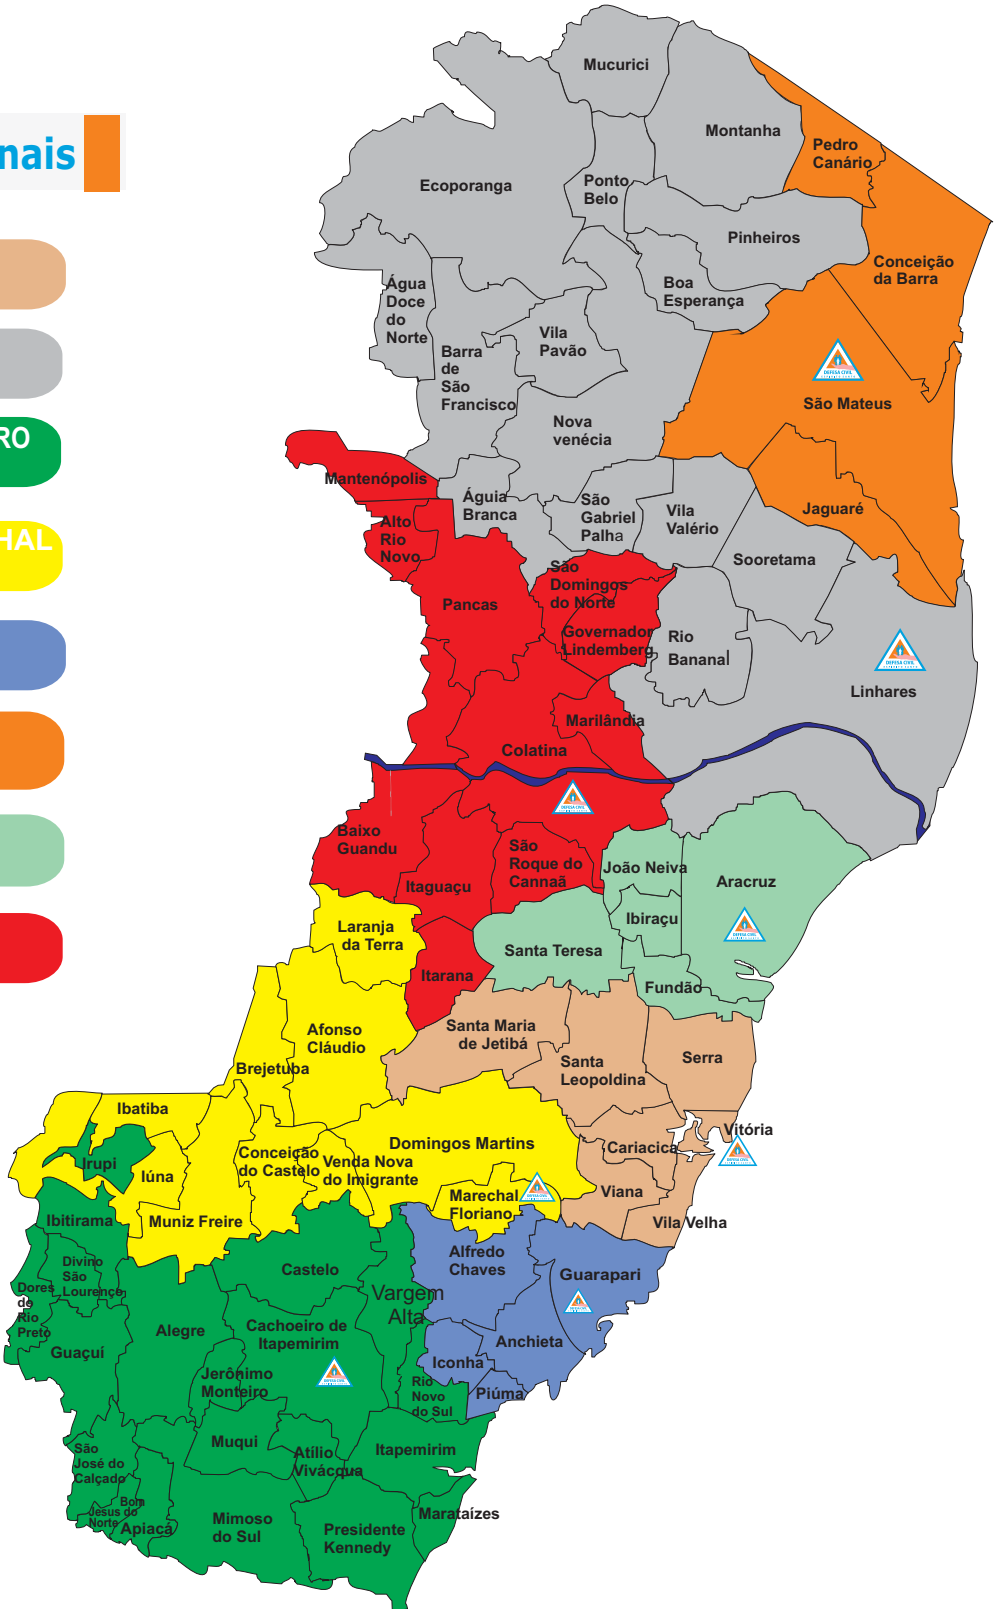 nais
RO
HAL
Mucurici
Montanha
Pedro
Canário
Ecoporanga
Ponto
Belo
Pinheiros
Conceição
da Barra
Boa
Esperança
Água
Doce
do
Norte
Vila
Pavão
Barra
de
São
Francisco
São Mateus
Nova
venécia
Mantenópolis
Águia
Branca
São
Gabriel
Palha
Vila
Valério
Jaguaré
Alto
Rio
Novo
Sooretama
São
Domingos
do Norte
Pancas
Governador
Lindemberg
Rio
Bananal
DEFESA CIVIL
Linhares
Marilândia
Colatina
Baixo
Guandu
São
Roque do
Cannaã
João Neiva
Aracruz
Itaguaçu
Laranja
da Terra
Ibiraçu
Santa Teresa
Itarana
Fundão
Afonso
Cláudio
Santa Maria
de Jetibá
Santa
Leopoldina
Serra
Brejetuba
Ibatiba
Vitória
Domingos Martins
Cariacica
Conceição
do Castelo
Venda Nova
do Imigrante
Irupi
Iúna
Marechal
Floriano
Viana
Vila Velha
Muniz Freire
Ibitirama
Alfredo
Chaves
Castelo
Divino
São
Lourenço
Guarapari
Dores
de
Rio
Preto
Vargem
Alta
Alegre
Cachoeiro de
Itapemirim
Anchieta
Guaçuí
Iconha
Jerônimo
Monteiro
Rio
Novo
do Sul
Piúma
Muqui
Atílio
Vivácqua
Itapemirim
São
José do
Calçado
Bom
Jesus do
Norte
Apiacá
Mimoso
do Sul
Presidente
Kennedy
Marataízes